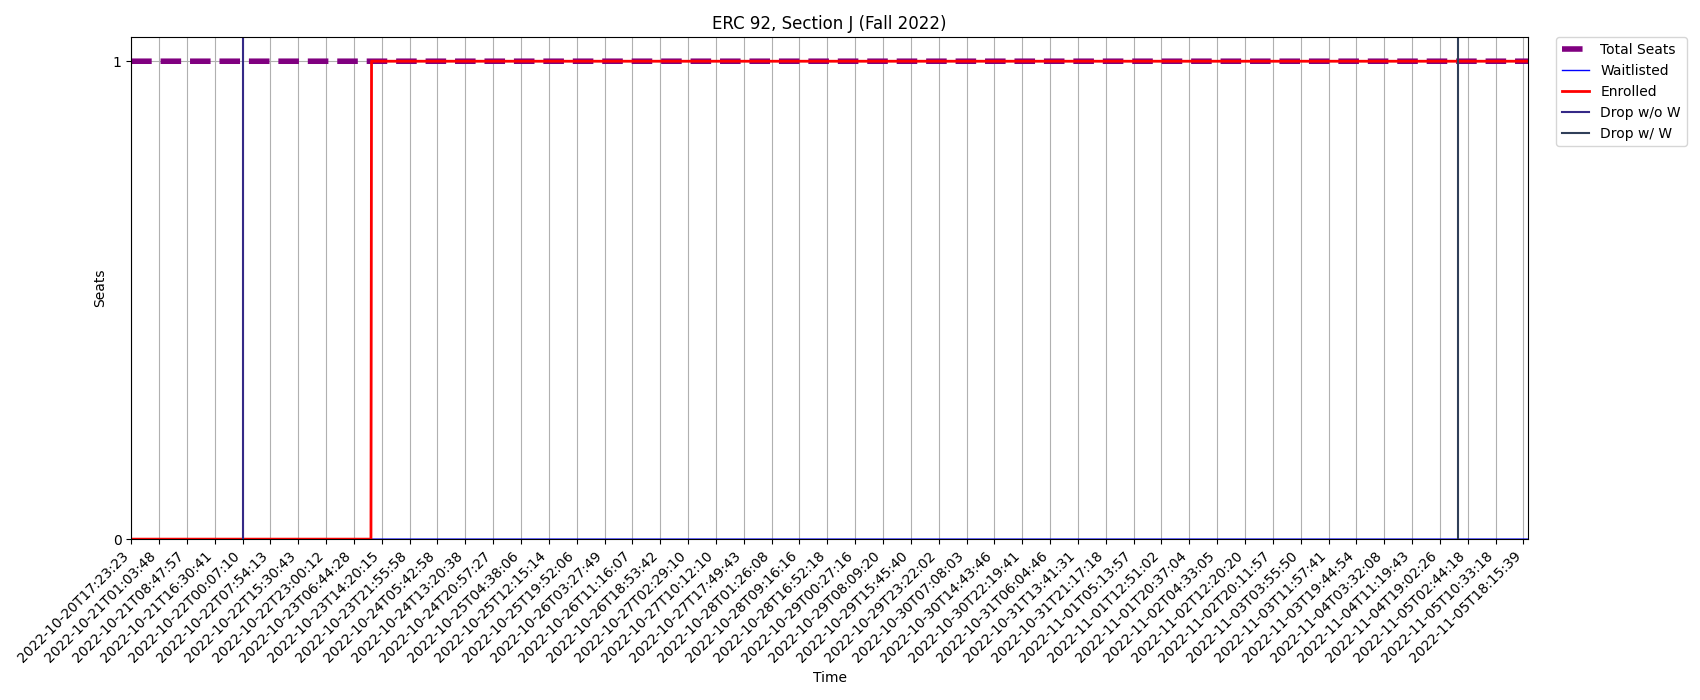 ERC 92, Section J (Fall 2022)
Total Seats
Waitlisted
Enrolled
Drop w/o W
Drop w/ W
1
0
Seats
2022-10-20T17:23:23
2022-10-21T01:03:48
2022-10-21T08:47:57
2022-10-21T16:30:41
2022-10-22T00:07:10
2022-10-22T07:54:13
2022-10-22T15:30:43
2022-10-22T23:00:12
2022-10-23T06:44:28
2022-10-23T14:20:15
2022-10-23T21:55:58
2022-10-24T05:42:58
2022-10-24T13:20:38
2022-10-24T20:57:27
2022-10-25T04:38:06
2022-10-25T12:15:14
2022-10-25T19:52:06
2022-10-26T03:27:49
2022-10-26T11:16:07
2022-10-26T18:53:42
2022-10-27T02:29:10
2022-10-27T10:12:10
2022-10-27T17:49:43
2022-10-28T01:26:08
2022-10-28T09:16:16
2022-10-28T16:52:18
2022-10-29T00:27:16
2022-10-29T08:09:20
2022-10-29T15:45:40
2022-10-29T23:22:02
2022-10-30T07:08:03
2022-10-30T14:43:46
2022-10-30T22:19:41
2022-10-31T06:04:46
2022-10-31T13:41:31
2022-10-31T21:17:18
2022-11-01T05:13:57
2022-11-01T12:51:02
2022-11-01T20:37:04
2022-11-02T04:33:05
2022-11-02T12:20:20
2022-11-02T20:11:57
2022-11-03T03:55:50
2022-11-03T11:57:41
2022-11-03T19:44:54
2022-11-04T03:32:08
2022-11-04T11:19:43
2022-11-04T19:02:26
2022-11-05T02:44:18
2022-11-05T10:33:18
2022-11-05T18:15:39
Time